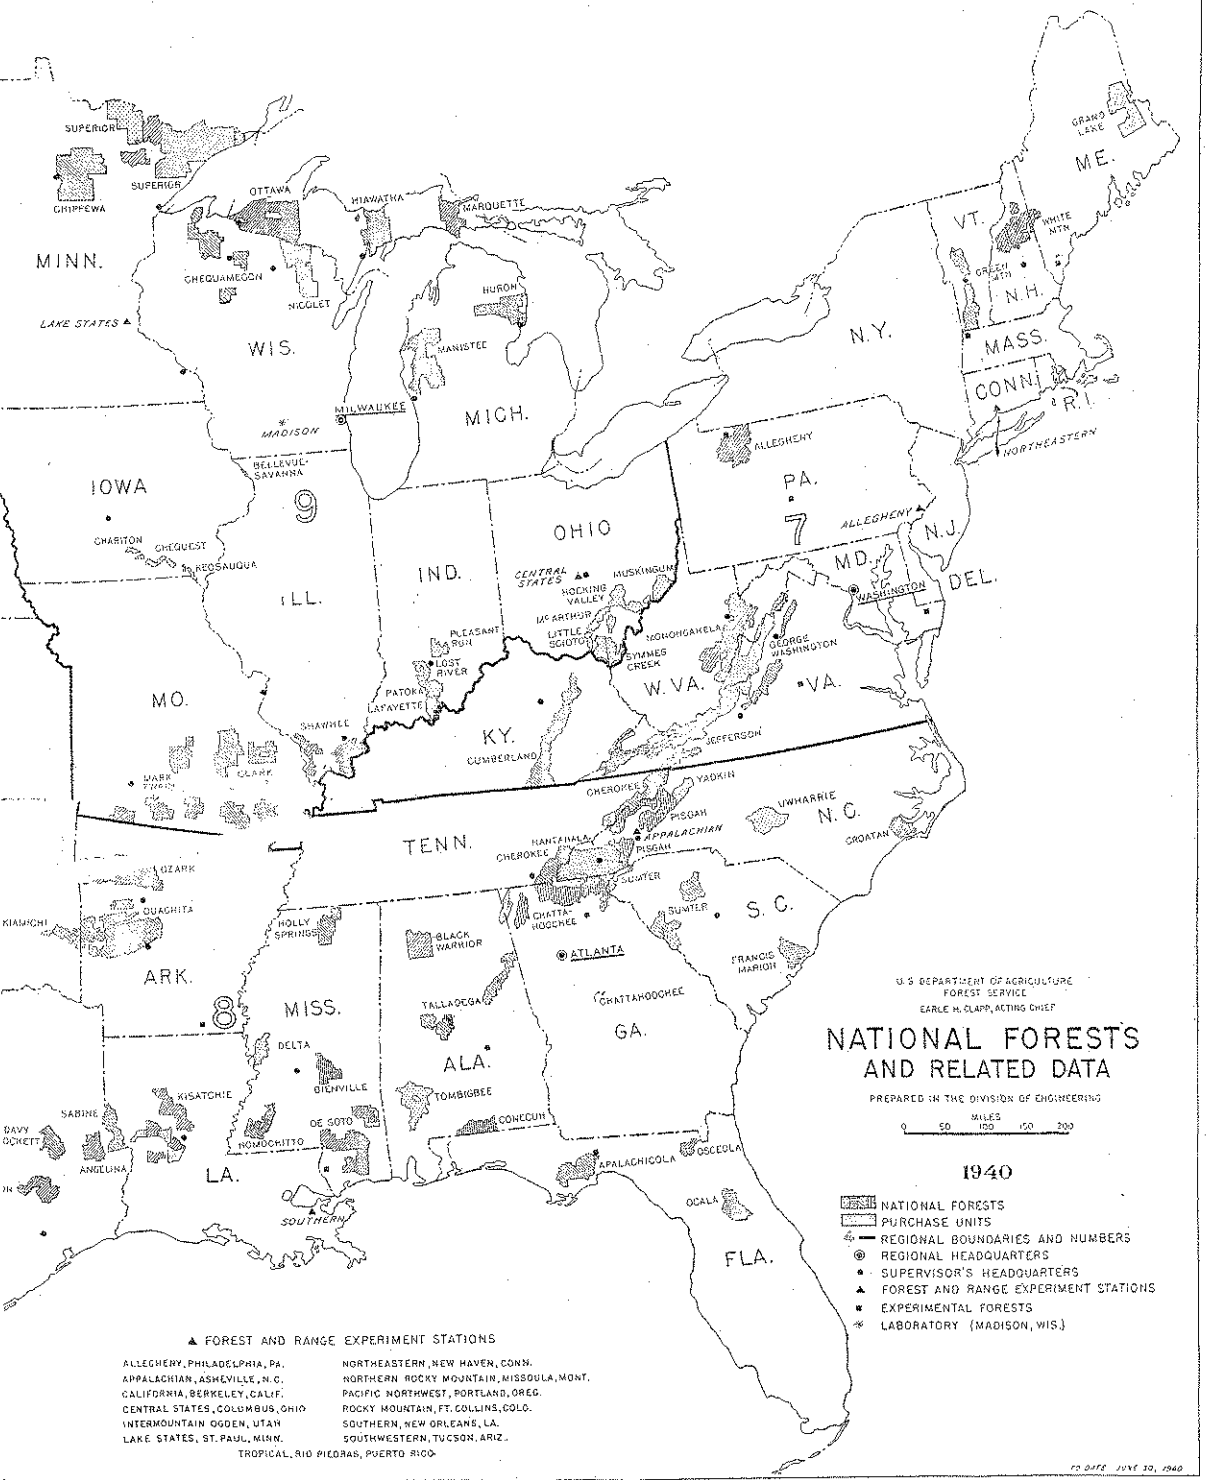 SUPERIOR
SUPERIOR
CHIPPEWA
MINN.
LAKE STATES
OTTAWA
HIAWATHA
MARQUETTE
CHEQUAMEGON
NICOLET
WIS.
HURON
MANISTEE
MICH.
MILWAUKEE
MADISON
GRAND
LAKE
ME.
VT.
WHITE
MTN
GREEN
MTN
N.H.
N.Y.
MASS.
CONN.
R.I.
NORTHEASTERN
BELLEVUE-
SAVANNA
IOWA
9
CHARITON
CHEQUEST
KEOSAUQUA
ILL.
IND.
OHIO
ALLEGHENY
PA.
7
ALLEGHENY
N.J.
MD.
DEL.
WASHINGTON
CENTRAL
STATES
MUSKINGUM
HOCKING
VALLEY
McARTHUR
LITTLE
SCIOTO
SYMMES
CREEK
MONONGAHELA
GEORGE
WASHINGTON
W.VA.
VA.
PLEASANT
RUN
LOST
RIVER
PATOKA
LAFAYETTE
MO.
SHAWNEE
KY.
CUMBERLAND
JEFFERSON
MARK
TWAIN
CLARK
CHEROKEE
YADKIN
PISGAH
UWHARRIE
N.C.
CROATAN
TENN.
NANTAHALA
APPALACHIAN
CHEROKEE
PISGAH
SUMTER
OZARK
OUACHITA
KIAMICHI
ARK.
8
HOLLY
SPRINGS
BLACK
WARRIOR
CHATTA-
HOOCHEE
SUMTER
S.C.
ATLANTA
FRANCIS
MARION
MISS.
TALLADEGA
CHATTAHOOCHEE
GA.
ALA.
DELTA
BIENVILLE
TOMBIGBEE
KISATCHIE
SABINE
DAVY
OCKETT
ANGELINA
HOMOCHITTO
DE SOTO
CONECUH
LA.
SOUTHERN
APALACHICOLA
OSCEOLA
OCALA
FLA.
U.S DEPARTMENT OF AGRICULTURE
FOREST SERVICE
EARLE H. CLAPP, ACTING CHIEF
NATIONAL FORESTS
AND RELATED DATA
PREPARED IN THE DIVISION OF ENGINEERING
MILES
0 50 100 150 200
1940
NATIONAL FORESTS
PURCHASE UNITS
4 REGIONAL BOUNDARIES AND NUMBERS
REGIONAL HEADQUARTERS
SUPERVISOR'S HEADQUARTERS
FOREST AND RANGE EXPERIMENT STATIONS
EXPERIMENTAL FORESTS
LABORATORY (MADISON, WIS.)
FOREST AND RANGE EXPERIMENT STATIONS
ALLEGHENY, PHILADELPHIA, PA.
APPALACHIAN, ASHEVILLE, N.C.
CALIFORNIA, BERKELEY, CALIF.
CENTRAL STATES, COLUMBUS, OHIO
INTERMOUNTAIN OGDEN, UTAH
LAKE STATES, ST. PAUL, MINN.
NORTHEASTERN, NEW HAVEN, CONN.
NORTHERN ROCKY MOUNTAIN, MISSOULA, MONT.
PACIFIC NORTHWEST, PORTLAND, OREG.
ROCKY MOUNTAIN, FT. COLLINS, COLO.
SOUTHERN, NEW ORLEANS, LA.
SOUTHWESTERN, TUCSON, ARIZ.
TROPICAL, RIO PIEDRAS, PUERTO RICO
TO DATE JUNE 30, 1940